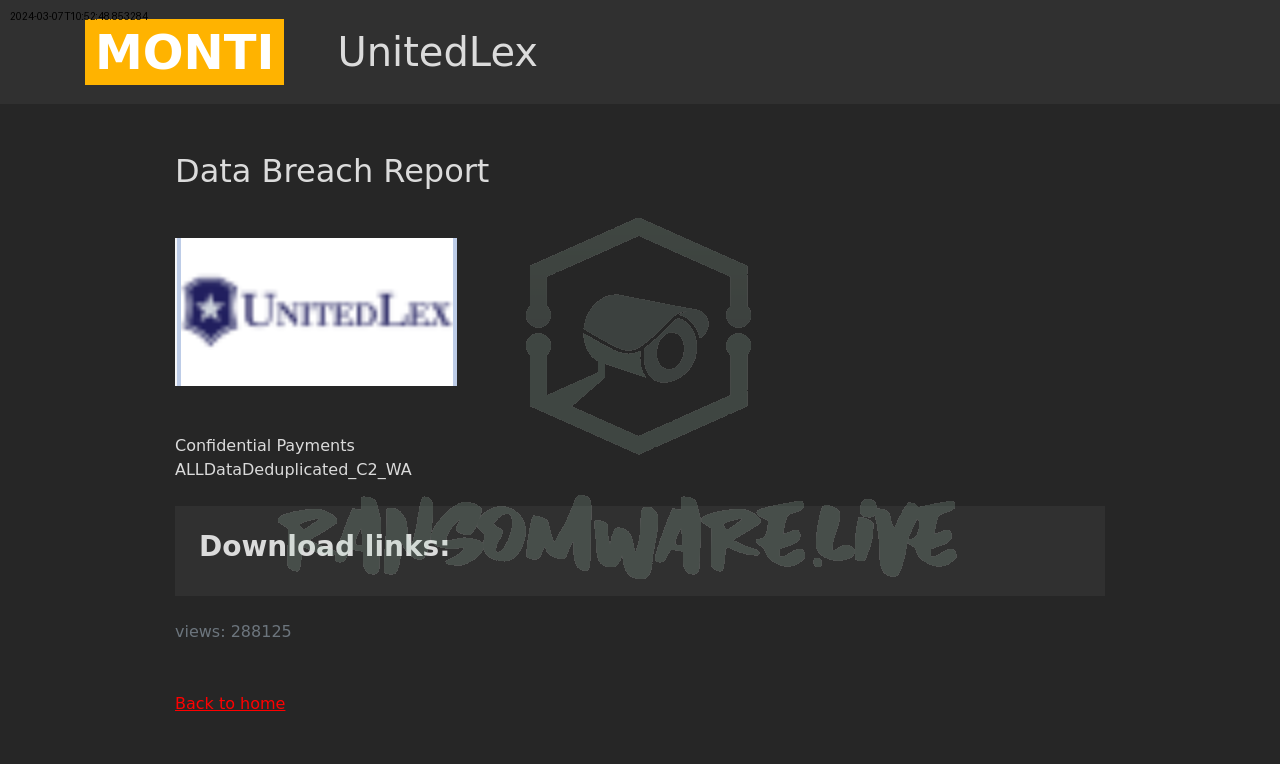 2024-03-07T10:52:48.853284
MONTI
UnitedLex
Data Breach Report
UNITEDLEX
Confidential Payments
ALLDataDeduplicated_C2_WA
RANSOMWARE.LIVE
Download links:
views: 288125
Back to home